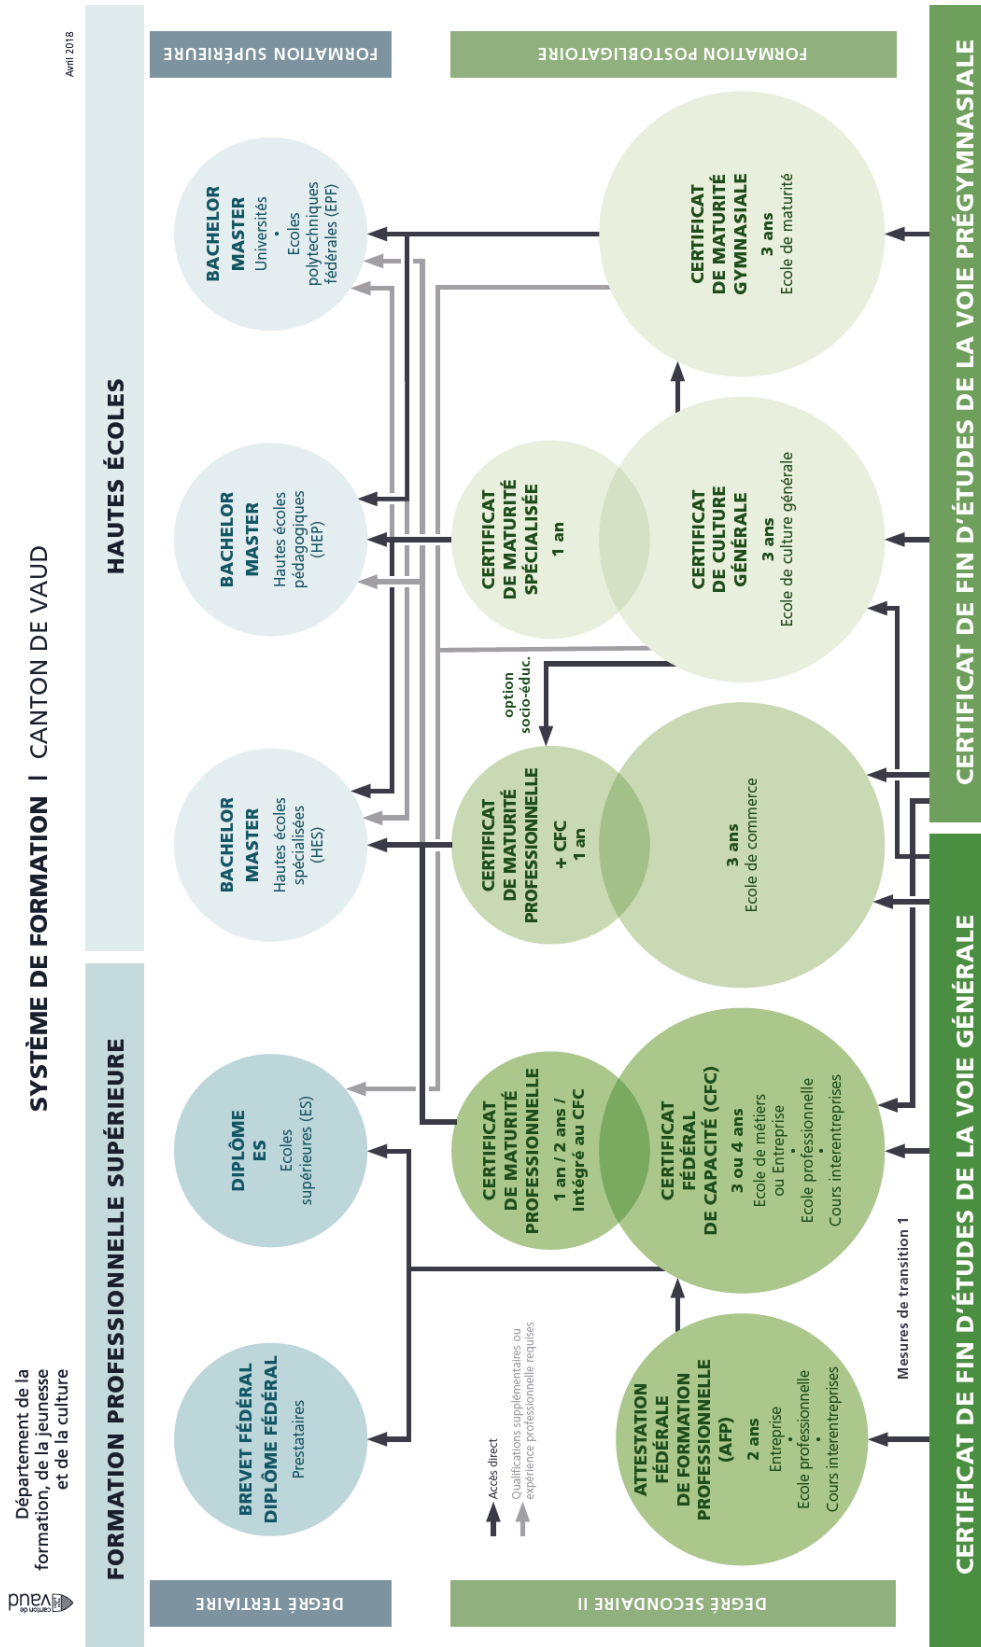 canton de
vaud
Département de la
formation, de la jeunesse
et de la culture
SYSTÈME DE FORMATION | CANTON DE VAUD
Avril 2018
FORMATION PROFESSIONNELLE SUPÉRIEURE
HAUTES ÉCOLES
DEGRÉ TERTIAIRE
FORMATION SUPÉRIEURE
BREVET FÉDÉRAL
DIPLÔME FÉDÉRAL
Prestataires
DIPLÔME
ES
Ecoles
supérieures (ES)
BACHELOR
MASTER
Hautes écoles
spécialisées
(HES)
BACHELOR
MASTER
Hautes écoles
pédagogiques
(HEP)
BACHELOR
MASTER
Universités
•
Ecoles
polytechniques
fédérales (EPF)
Accès direct
Qualifications supplémentaires ou
expérience professionnelle requises
DEGRÉ SECONDAIRE II
FORMATION POSTOBLIGATOIRE
CERTIFICAT
DE MATURITÉ
PROFESSIONNELLE
1 an / 2 ans /
Intégré au CFC
CERTIFICAT
DE MATURITÉ
PROFESSIONNELLE
+ CFC
1 an
option
socio-éduc.
CERTIFICAT
DE MATURITÉ
SPÉCIALISÉE
1 an
ATTESTATION
FÉDÉRALE
DE FORMATION
PROFESSIONNELLE
(AFP)
2 ans
Entreprise
•
Ecole professionnelle
•
Cours interentreprises
CERTIFICAT
FÉDÉRAL
DE CAPACITÉ (CFC)
3 ou 4 ans
Ecole de métiers
ou Entreprise
•
Ecole professionnelle
•
Cours interentreprises
3 ans
Ecole de commerce
CERTIFICAT
DE CULTURE
GÉNÉRALE
3 ans
Ecole de culture générale
CERTIFICAT
DE MATURITÉ
GYMNASIALE
3 ans
Ecole de maturité
Mesures de transition 1
CERTIFICAT DE FIN D'ÉTUDES DE LA VOIE GÉNÉRALE
CERTIFICAT DE FIN D'ÉTUDES DE LA VOIE PRÉGYMNASIALE